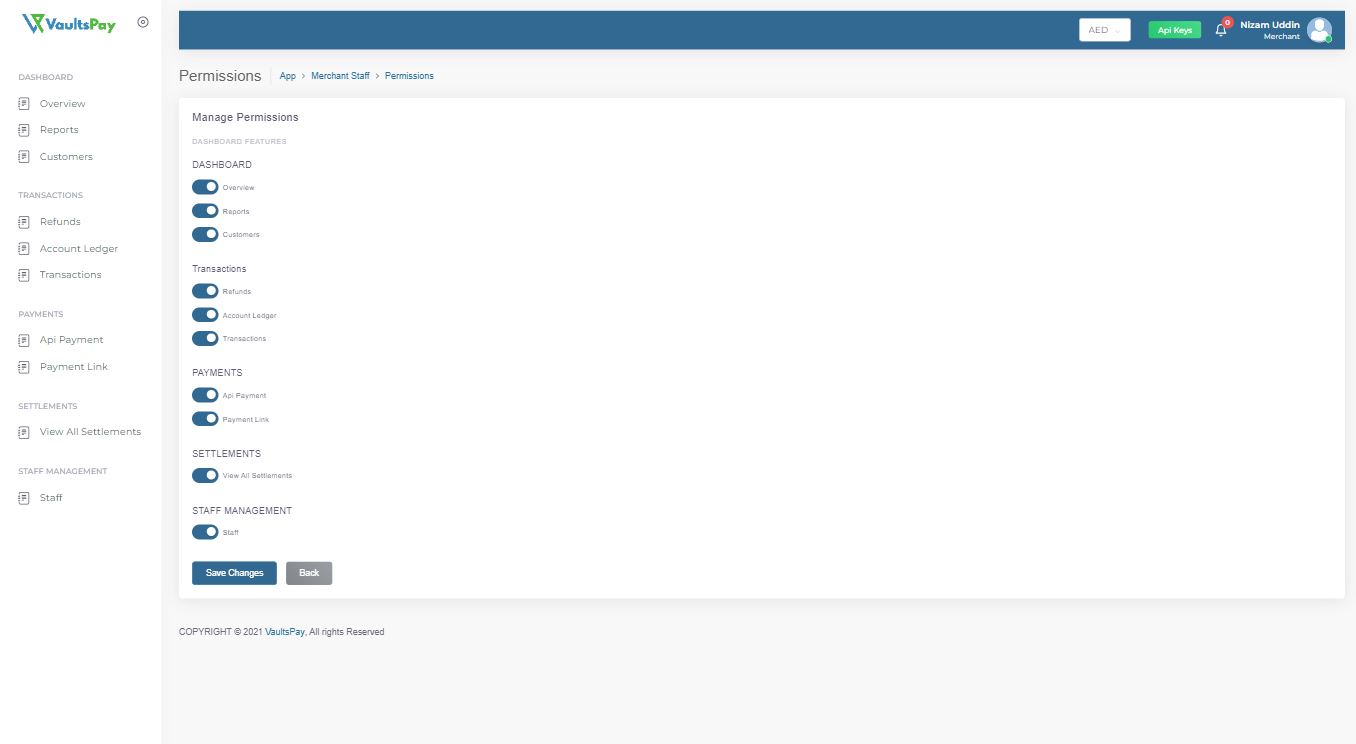 VaultsPay
DASHBOARD
Overview
Reports
Customers
TRANSACTIONS
Refunds
Account Ledger
Transactions
PAYMENTS
Api Payment
Payment Link
SETTLEMENTS
View All Settlements
STAFF MANAGEMENT
Staff
AED
Api Keys
0
Nizam Uddin
Merchant
Permissions
App > Merchant Staff > Permissions
Manage Permissions
DASHBOARD FEATURES
DASHBOARD
Overview
Reports
Customers
Transactions
Refunds
Account Ledger
Transactions
PAYMENTS
Api Payment
Payment Link
SETTLEMENTS
View All Settlements
STAFF MANAGEMENT
Staff
Save Changes
Back
COPYRIGHT © 2021 VaultsPay, All rights Reserved